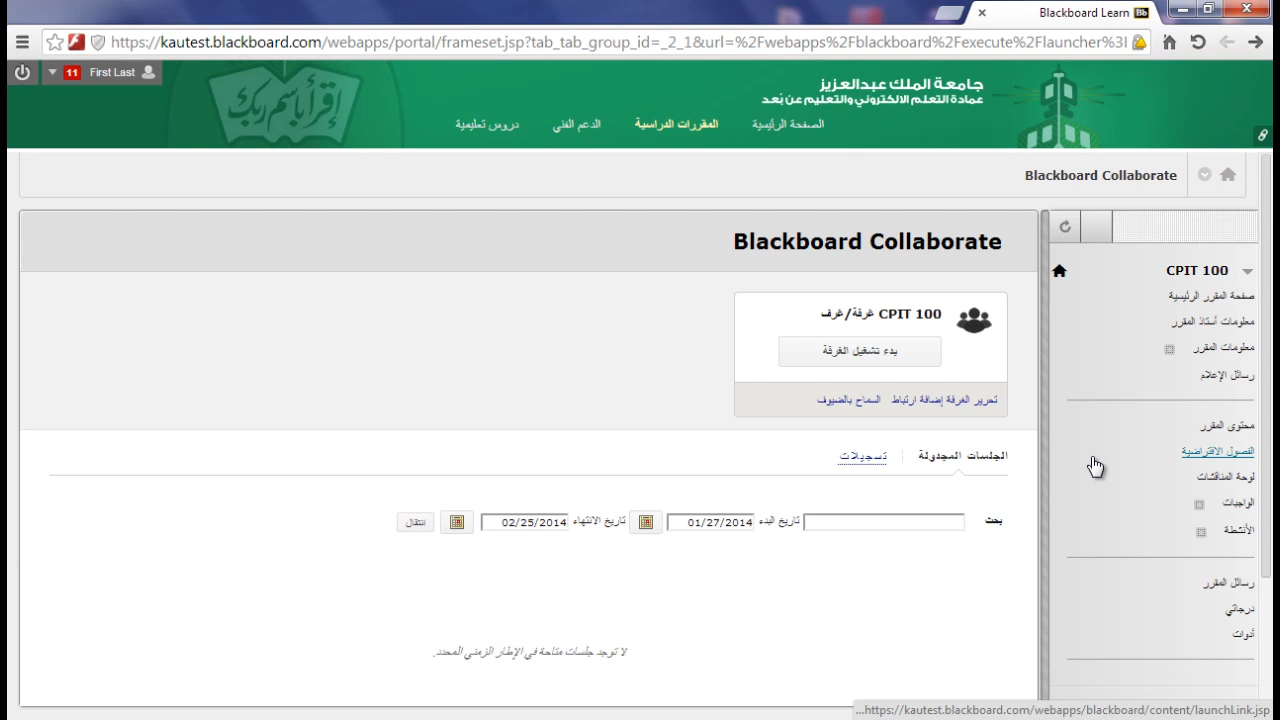 Blackboard Learn
https://kautest.blackboard.com/webapps/portal/frameset.jsp?tab_tab_group_id=_2_1&url=%2Fwebapps%2Fblackboard%2Fexecute%2Flauncher%3I
11 First Last
جامعة الملك عبدالعزيز
عمادة التعلم الالكتروني والتعليم عن بُعد
اقرأ باسم ربك
الصفحة الرئيسية
المقررات الدراسية
الدعم الفني
دروس تعليمية
Blackboard Collaborate
Blackboard Collaborate
CPIT 100 غرفة/غرف
بدء تشغيل الغرفة
تحرير الغرفة إضافة ارتباط السماح بالضيوف
الجلسات المجدولة
تسجيلات
بحث
تاريخ البدء 01/27/2014
تاريخ الانتهاء 02/25/2014
انتقال
لا توجد جلسات متاحة في الإطار الزمني المحدد.
CPIT 100
صفحة المقرر الرئيسية
معلومات أستاذ المقرر
معلومات المقرر
رسائل الإعلام
محتوى المقرر
الفصول الافتراضية
لوحة المناقشات
الواجبات
الأنشطة
رسائل المقرر
درجاتي
أدوات
...https://kautest.blackboard.com/webapps/blackboard/content/launchLink.jsp